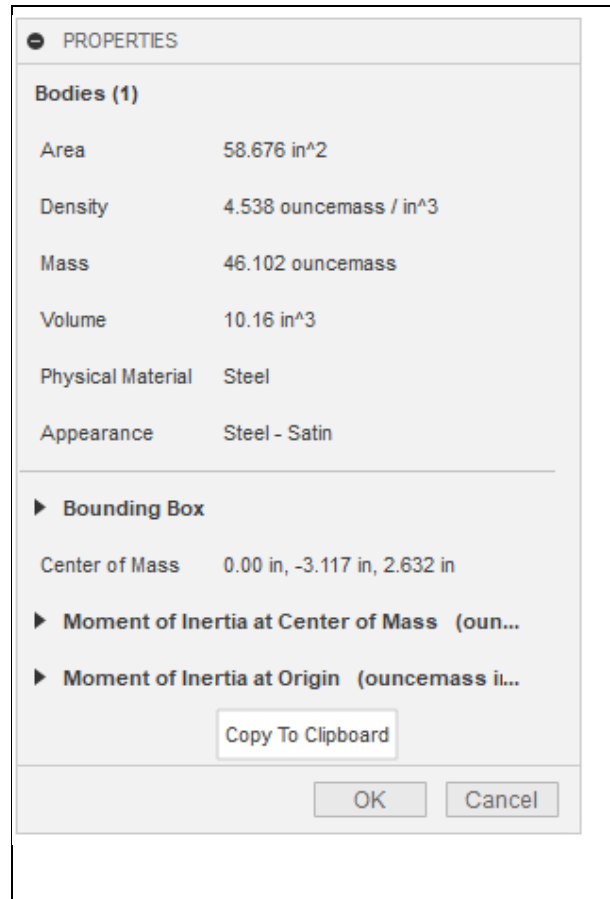 PROPERTIES
Bodies (1)
Area 58.676 in^2
Density 4.538 ouncemass / in^3
Mass 46.102 ouncemass
Volume 10.16 in^3
Physical Material Steel
Appearance Steel - Satin
Bounding Box
Center of Mass 0.00 in, -3.117 in, 2.632 in
Moment of Inertia at Center of Mass (oun...
Moment of Inertia at Origin (ouncemass i...
Copy To Clipboard
OK Cancel